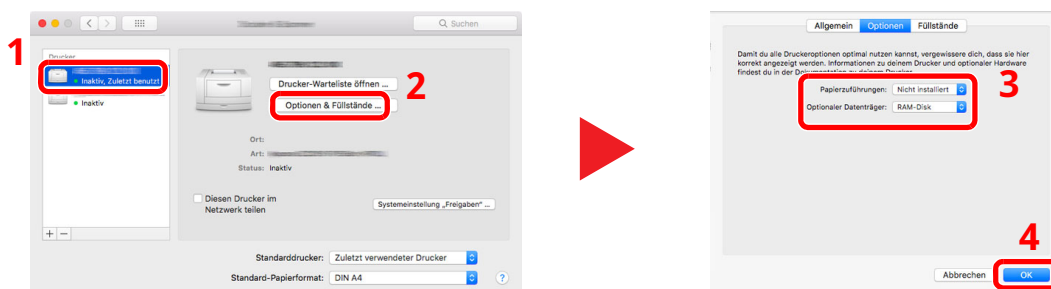 Suchen
1
Drucker
Inaktiv, Zuletzt benutzt
Inaktiv
Drucker-Warteliste öffnen ...
2
Optionen & Füllstände ...
Ort:
Art:
Status: Inaktiv
Diesen Drucker im
Netzwerk teilen
Systemeinstellung „Freigaben“ ...
+ −
Standarddrucker: Zuletzt verwendeter Drucker
Standard-Papierformat: DIN A4
?
Allgemein Optionen Füllstände
Damit du alle Druckeroptionen optimal nutzen kannst, vergewissere dich, dass sie hier
korrekt angezeigt werden. Informationen zu deinem Drucker und optionaler Hardware
findest du in der Dokumentation zu deinem Drucker.
Papierzuführungen: Nicht installiert
3
Optionaler Datenträger: RAM-Disk
4
Abbrechen OK